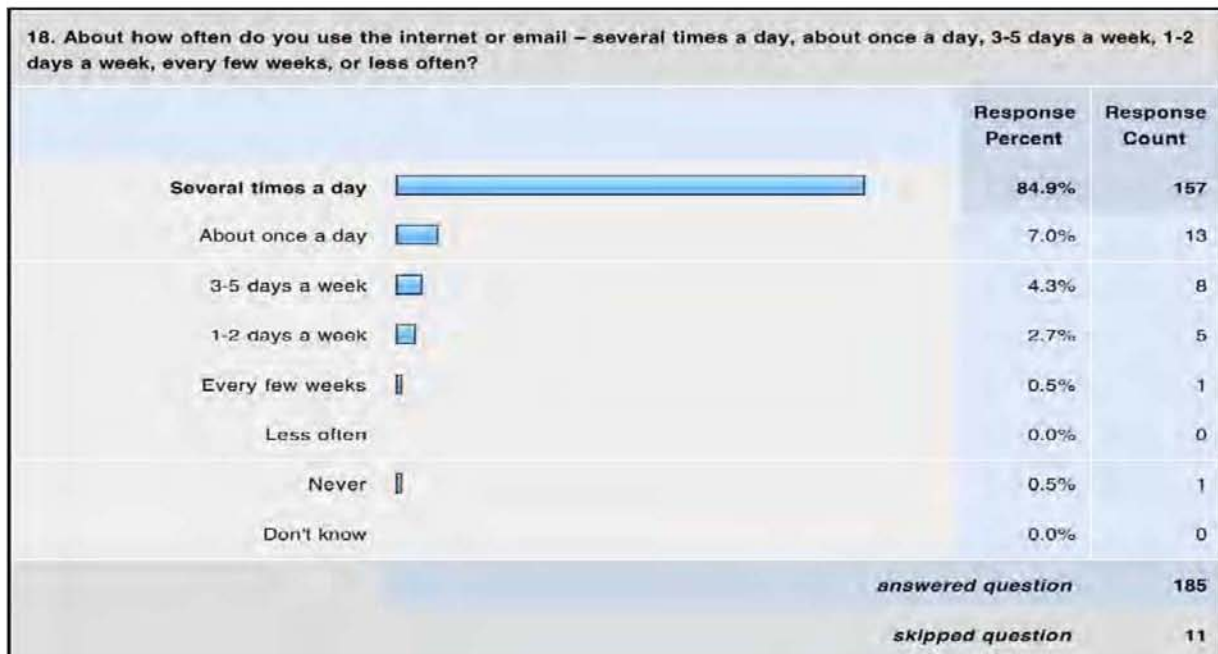 18. About how often do you use the internet or email – several times a day, about once a day, 3-5 days a week, 1-2
days a week, every few weeks, or less often?
Response Percent Response Count
Several times a day 84.9% 157
About once a day 7.0% 13
3-5 days a week 4.3% 8
1-2 days a week 2.7% 5
Every few weeks 0.5% 1
Less often 0.0% 0
Never 0.5% 1
Don't know 0.0% 0
answered question 185
skipped question 11